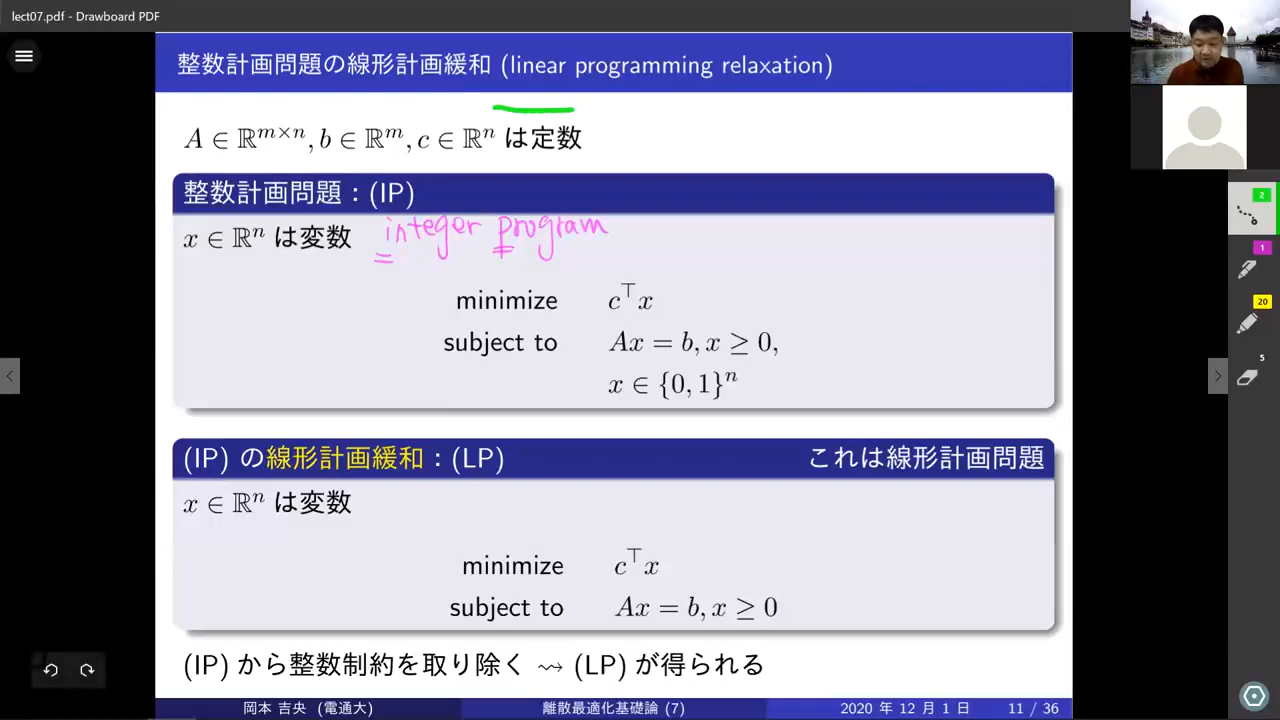 lect07.pdf - Drawboard PDF
整数計画問題の線形計画緩和 (linear programming relaxation)
A ∈ ℝ^{m×n}, b ∈ ℝ^m, c ∈ ℝ^n は定数
整数計画問題：(IP)
x ∈ ℝ^n は変数
integer program
minimize c^⊤ x
subject to Ax = b, x ≥ 0,
x ∈ {0, 1}^n
(IP) の線形計画緩和：(LP) これは線形計画問題
x ∈ ℝ^n は変数
minimize c^⊤ x
subject to Ax = b, x ≥ 0
(IP) から整数制約を取り除く ⇝ (LP) が得られる
岡本 吉央 (電通大) 離散最適化基礎論 (7) 2020 年 12 月 1 日 11 / 36
2
1
20
5